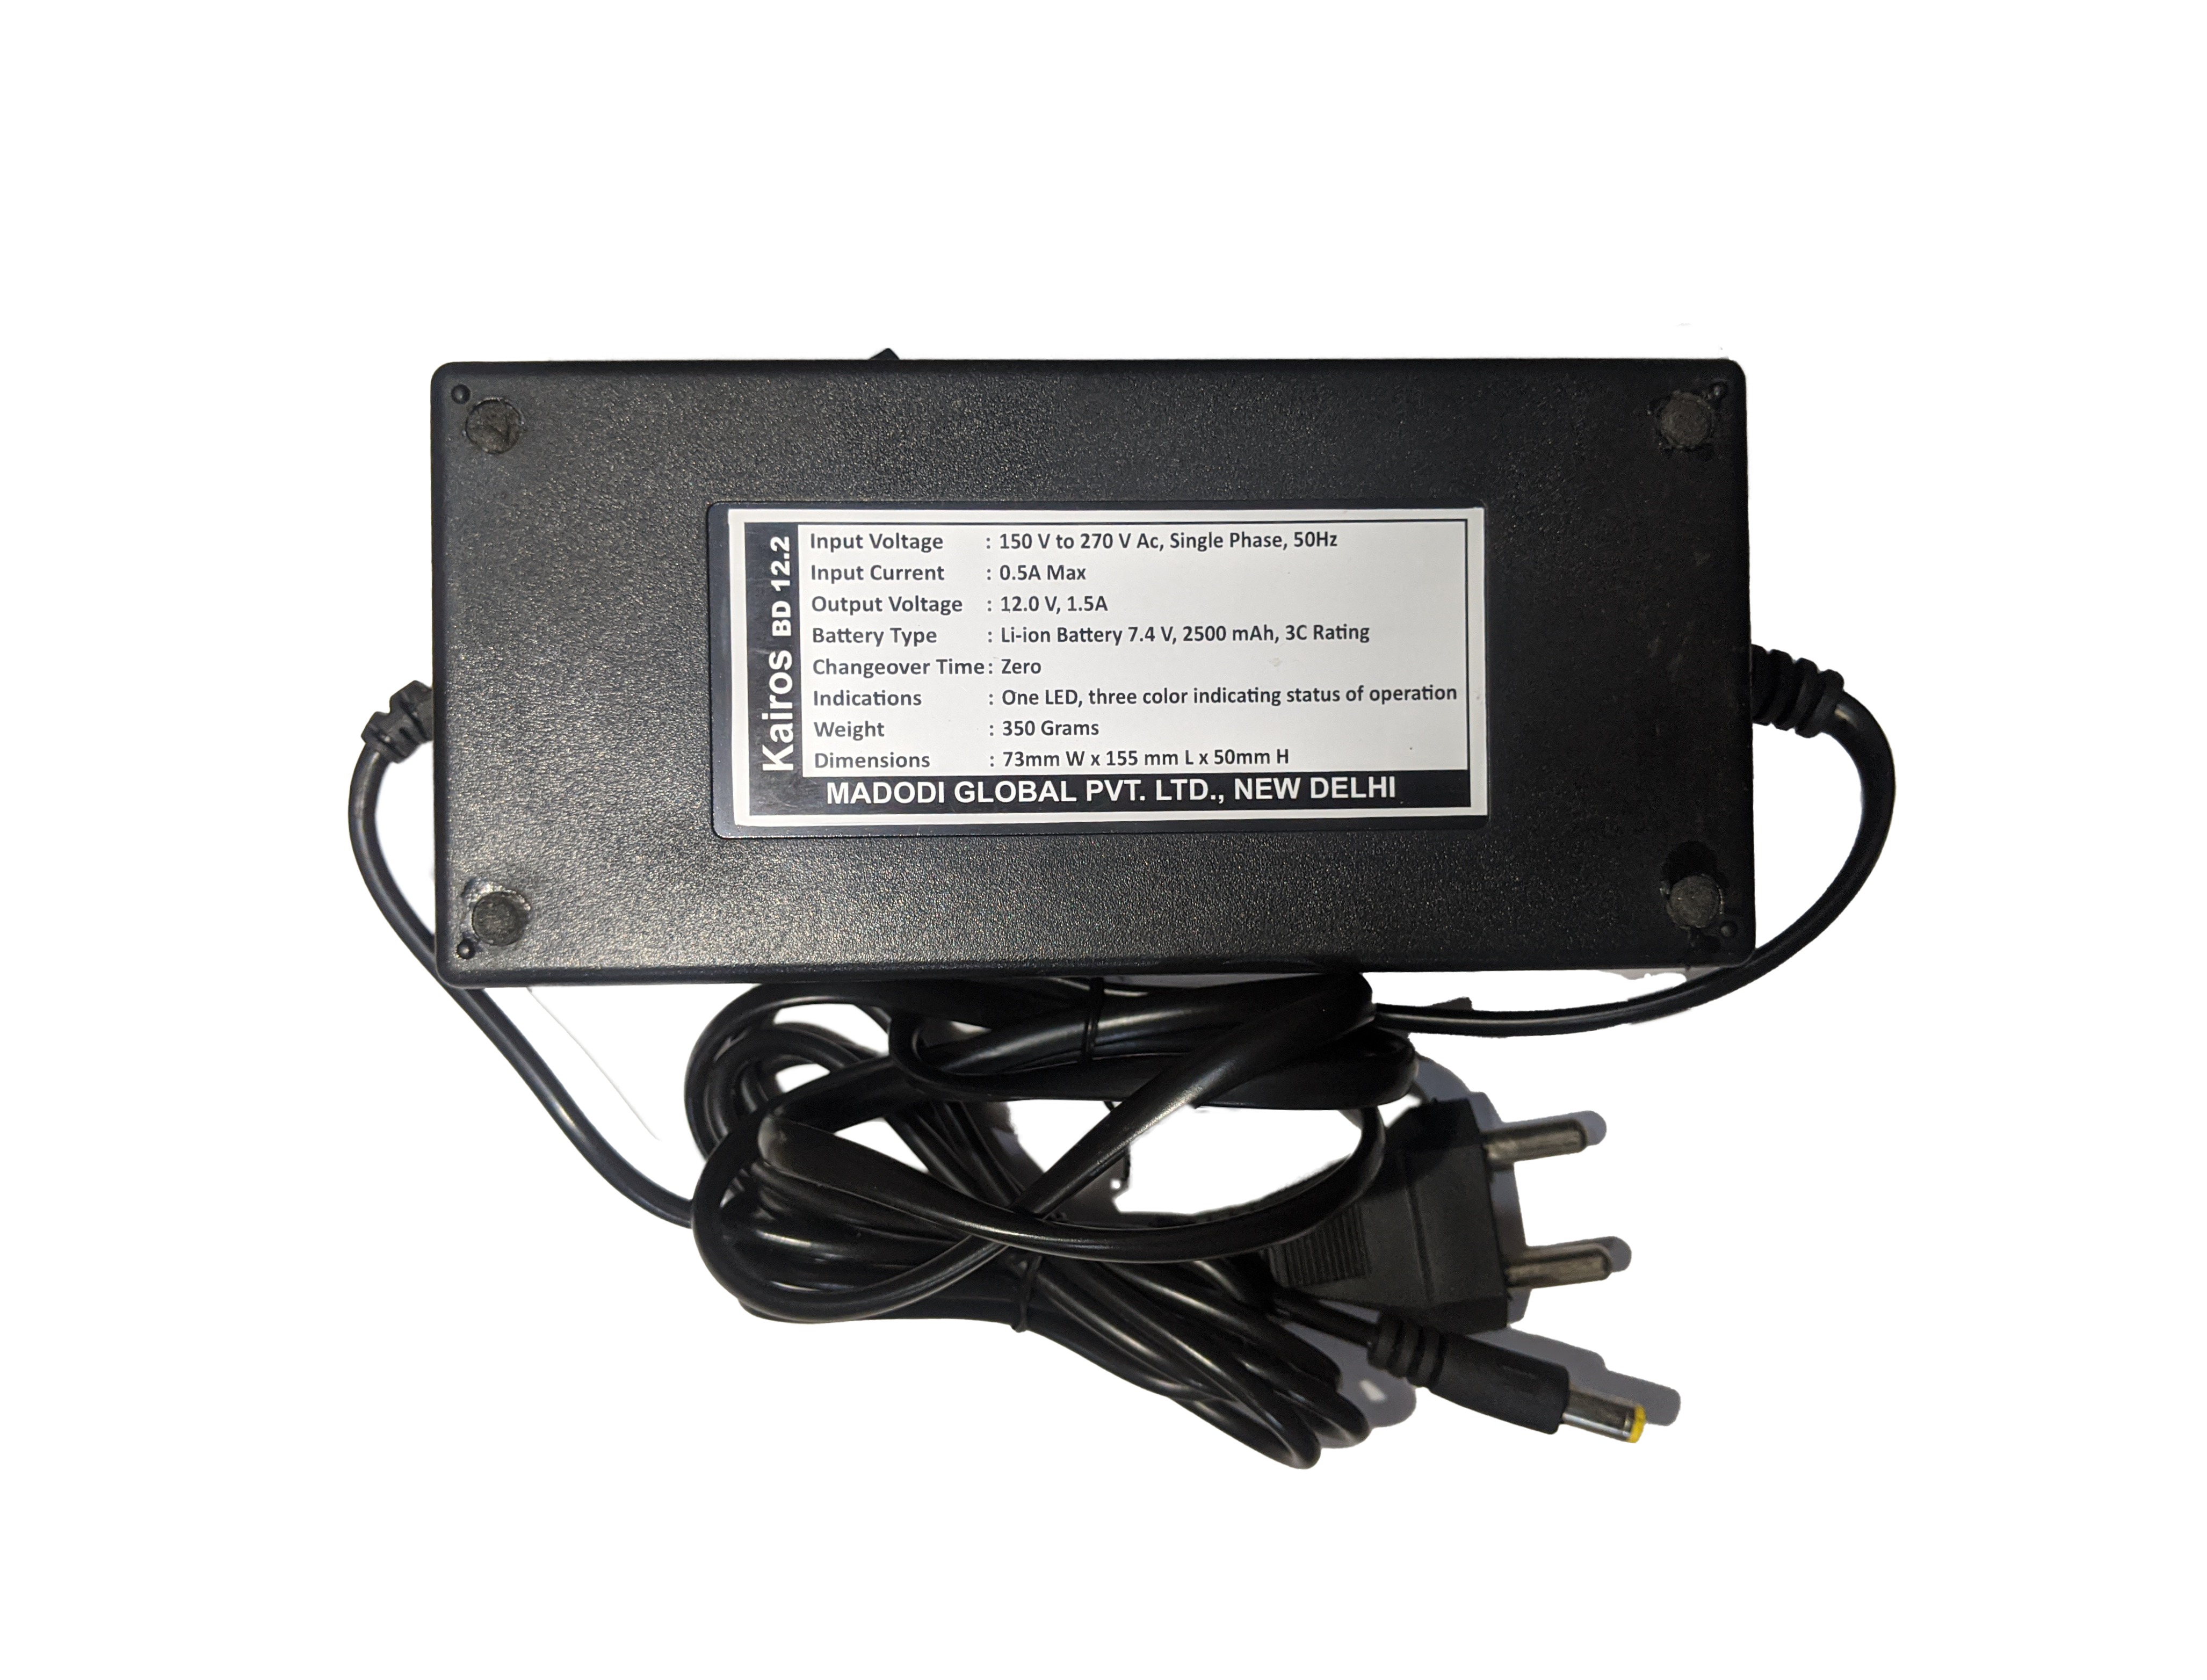 KairoS BD 12.2
Input Voltage : 150 V to 270 V Ac, Single Phase, 50Hz
Input Current : 0.5A Max
Output Voltage : 12.0 V, 1.5A
Battery Type : Li-ion Battery 7.4 V, 2500 mAh, 3C Rating
Changeover Time : Zero
Indications : One LED, three color indicating status of operation
Weight : 350 Grams
Dimensions : 73mm W x 155 mm L x 50mm H
MADODI GLOBAL PVT. LTD., NEW DELHI